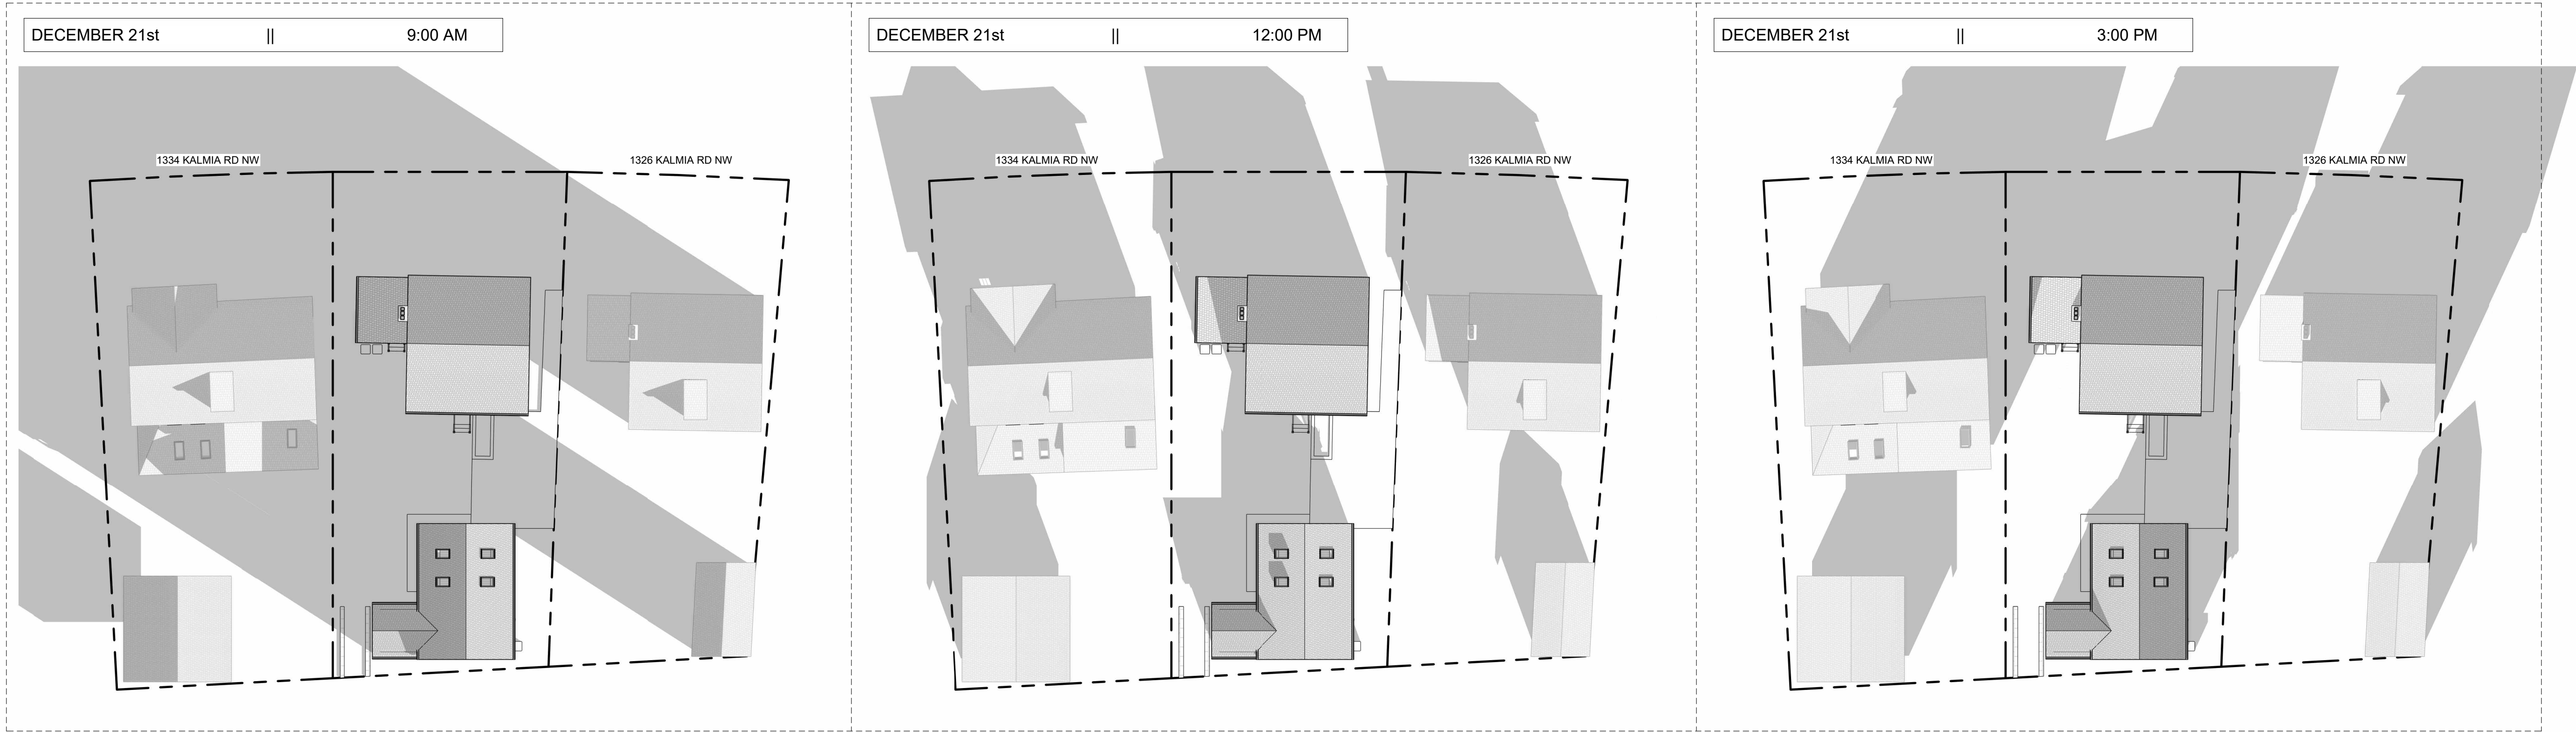 DECEMBER 21st || 9:00 AM
1334 KALMIA RD NW
1326 KALMIA RD NW
DECEMBER 21st || 12:00 PM
1334 KALMIA RD NW
1326 KALMIA RD NW
DECEMBER 21st || 3:00 PM
1334 KALMIA RD NW
1326 KALMIA RD NW